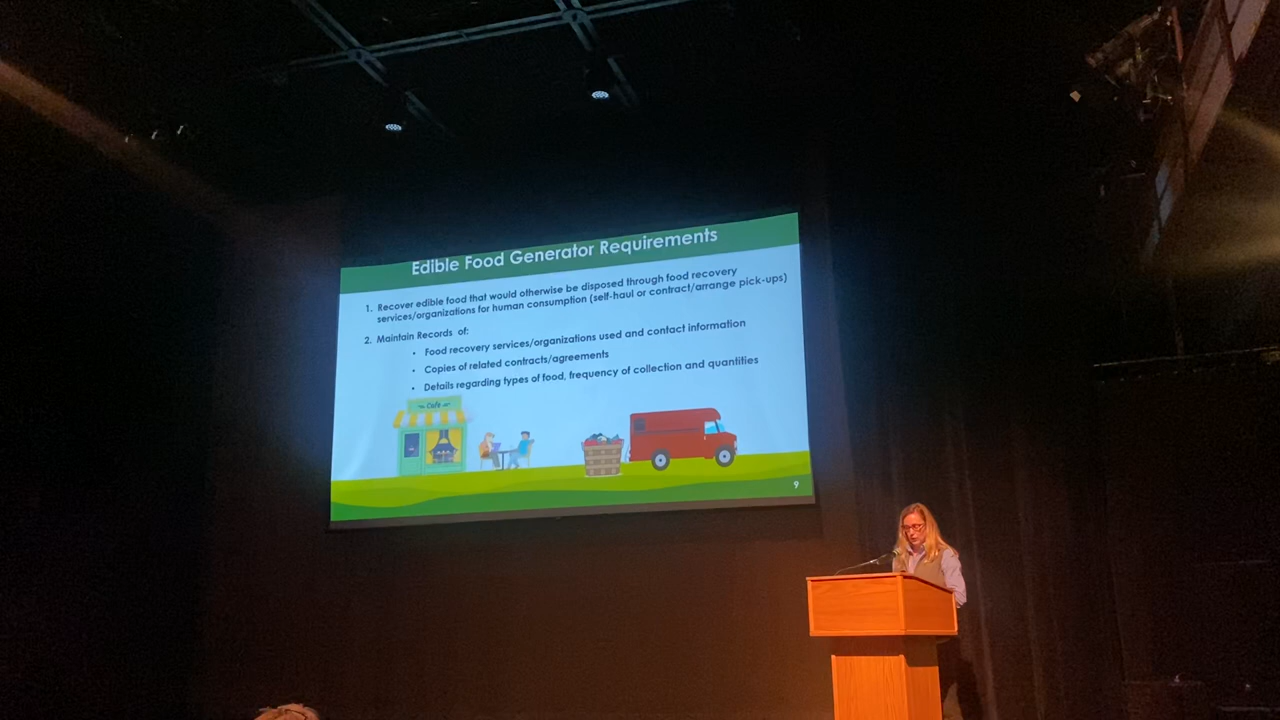 Edible Food Generator Requirements
1. Recover edible food that would otherwise be disposed through food recovery
services/organizations for human consumption (self-haul or contract/arrange pick-ups)
2. Maintain Records of:
• Food recovery services/organizations used and contact information
• Copies of related contracts/agreements
• Details regarding types of food, frequency of collection and quantities
Cafe
9